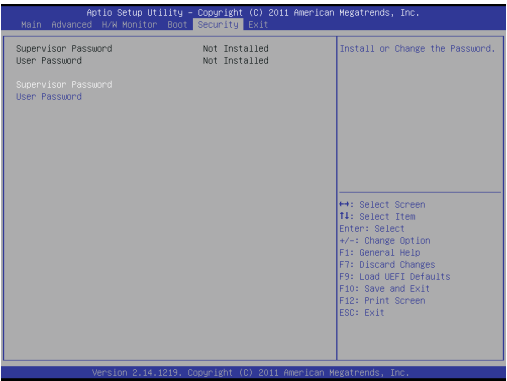 Aptio Setup Utility – Copyright (C) 2011 American Megatrends, Inc.
Main Advanced H/W Monitor Boot Security Exit
Supervisor Password Not Installed
User Password Not Installed
Supervisor Password
User Password
Install or Change the Password.
↔: Select Screen
↑↓: Select Item
Enter: Select
+/-: Change Option
F1: General Help
F7: Discard Changes
F9: Load UEFI Defaults
F10: Save and Exit
F12: Print Screen
ESC: Exit
Version 2.14.1219. Copyright (C) 2011 American Megatrends, Inc.